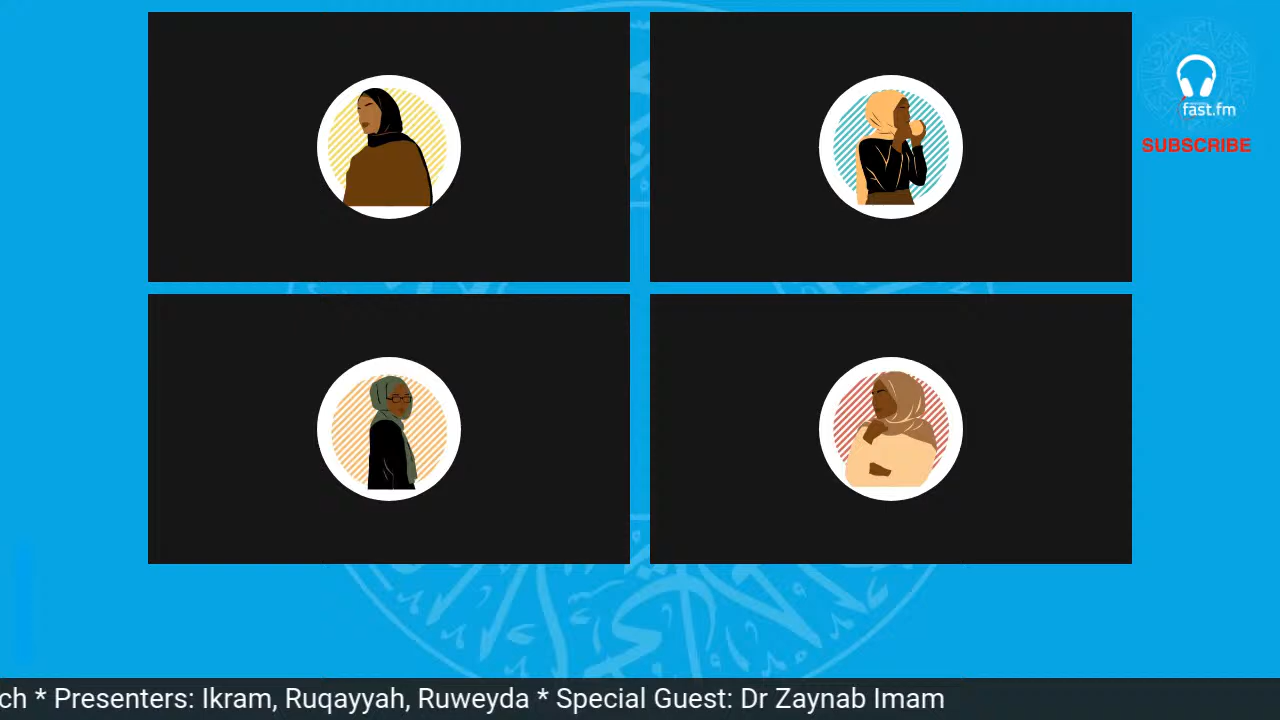 fast.fm
SUBSCRIBE
ch * Presenters: Ikram, Ruqayyah, Ruweyda * Special Guest: Dr Zaynab Imam